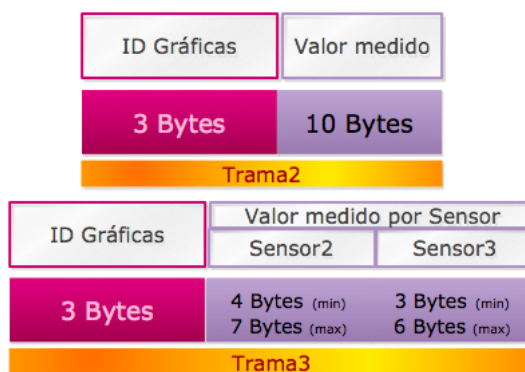 ID Gráficas Valor medido
3 Bytes 10 Bytes
Trama2
ID Gráficas
Valor medido por Sensor
Sensor2 Sensor3
3 Bytes
4 Bytes (min) 3 Bytes (min)
7 Bytes (max) 6 Bytes (max)
Trama3